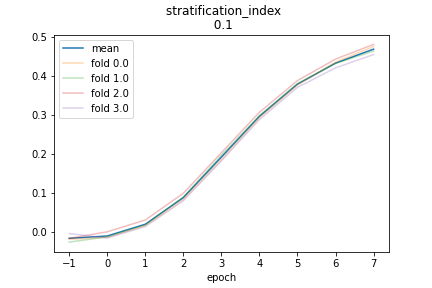 stratification_index
0.1
mean
fold 0.0
fold 1.0
fold 2.0
fold 3.0
0.5
0.4
0.3
0.2
0.1
0.0
−1 0 1 2 3 4 5 6 7
epoch